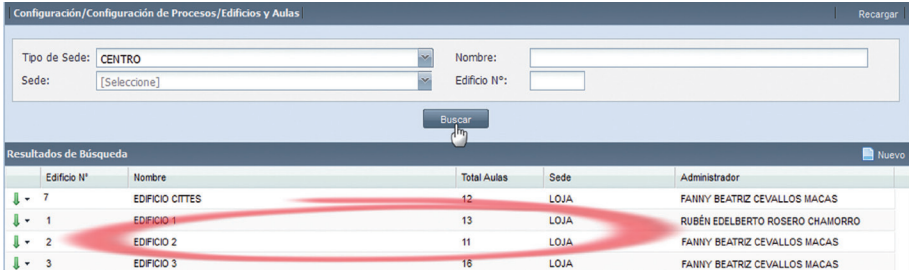 Configuración/Configuración de Procesos/Edificios y Aulas Recargar
Tipo de Sede: CENTRO Nombre:
Sede: [Seleccione] Edificio Nº:
Buscar
Resultados de Búsqueda Nuevo
Edificio Nº Nombre Total Aulas Sede Administrador
7 EDIFICIO CITTES 12 LOJA FANNY BEATRIZ CEVALLOS MACAS
1 EDIFICIO 1 13 LOJA RUBÉN EDELBERTO ROSERO CHAMORRO
2 EDIFICIO 2 11 LOJA FANNY BEATRIZ CEVALLOS MACAS
3 EDIFICIO 3 16 LOJA FANNY BEATRIZ CEVALLOS MACAS